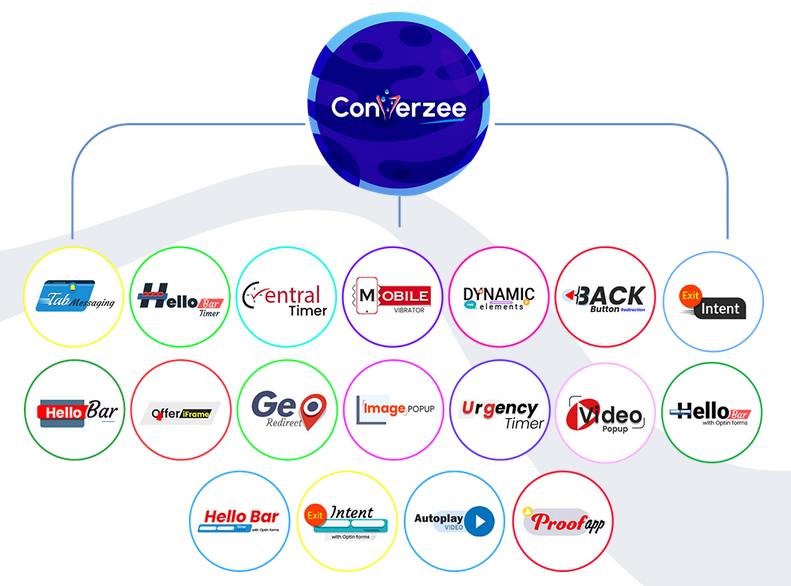 Converzee
Tab Messaging
Hello Bar
Timer
Central
Timer
MOBILE
VIBRATOR
DYNAMIC
elements
BACK
Button Redirection
Exit
Intent
Hello Bar
Offer iFrame
Geo
Redirect
Image POPUP
Urgency
Timer
Video
Popup
Hello Bar
with Optin forms
Hello Bar
with Optin forms
Exit Intent
with Optin forms
Autoplay
VIDEO
Proof app